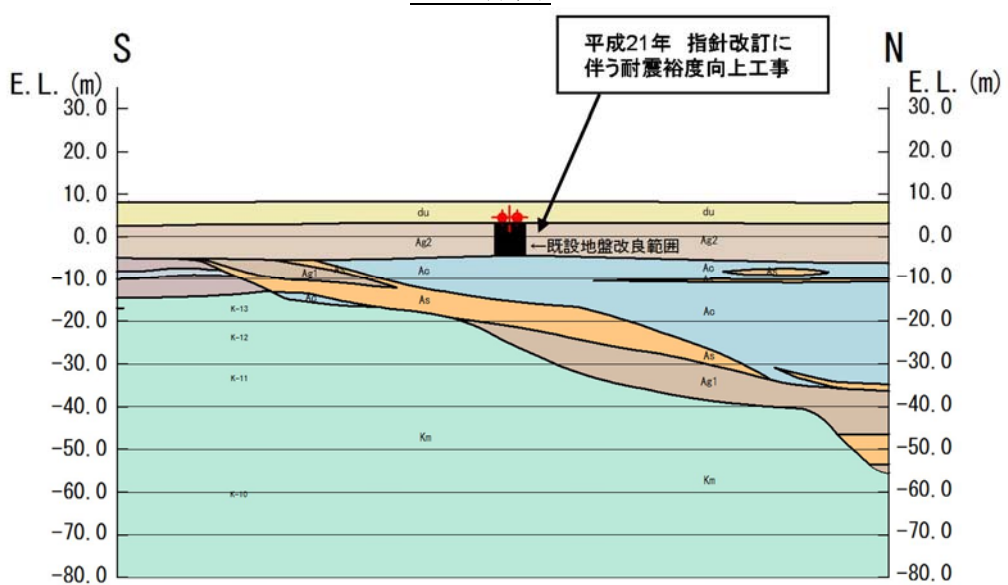 平成21年 指針改訂に
伴う耐震裕度向上工事
S
N
E.L.(m)
E.L.(m)
30.0
30.0
20.0
20.0
10.0
10.0
du
du
0.0
Ag2
←既設地盤改良範囲
Ag2
0.0
-10.0
Ag1
As
Ao
Ao
As
-10.0
Ao
As
Ao
K-13
-20.0
-20.0
K-12
-30.0
As
-30.0
K-11
Ag1
-40.0
-40.0
Km
-50.0
Km
-50.0
K-10
-60.0
-60.0
-70.0
-70.0
-80.0
-80.0